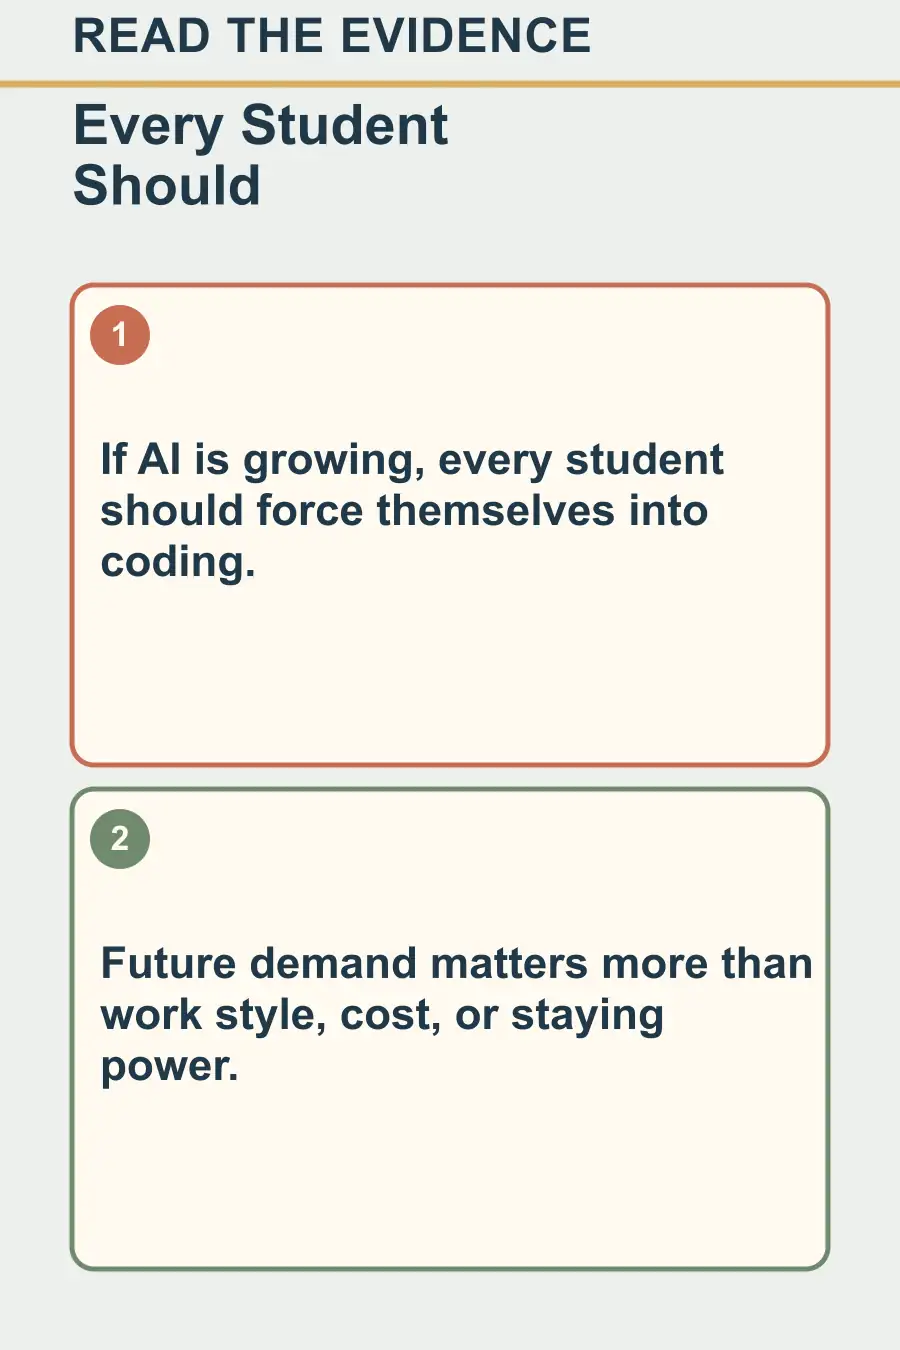 READ THE EVIDENCE
Every Student
Should
1
If AI is growing, every student
should force themselves into
coding.
2
Future demand matters more than
work style, cost, or staying
power.